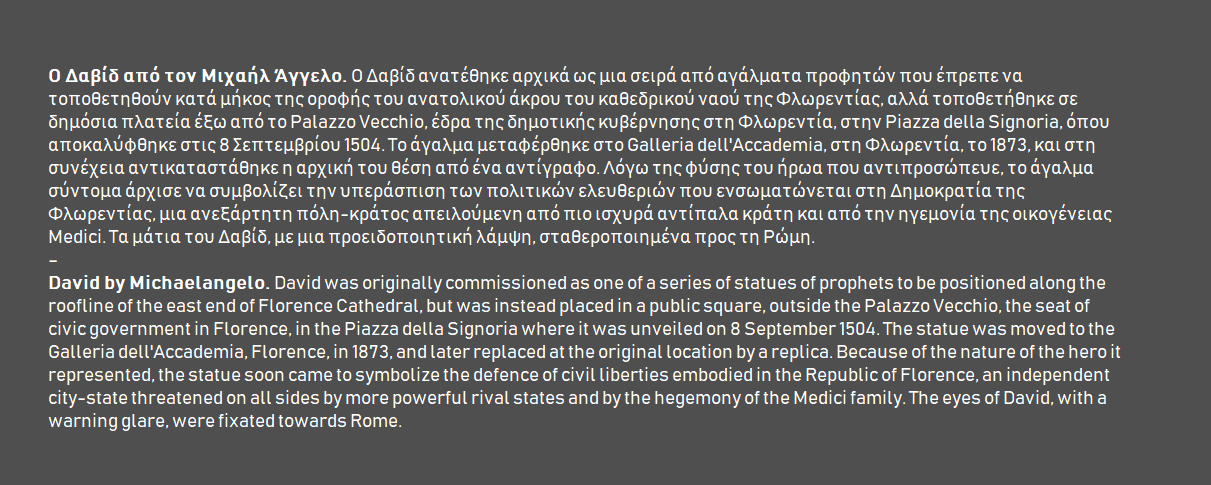 Ο Δαβίδ από τον Μιχαήλ Άγγελο. Ο Δαβίδ ανατέθηκε αρχικά ως μια σειρά από αγάλματα προφητών που έπρεπε να
τοποθετηθούν κατά μήκος της οροφής του ανατολικού άκρου του καθεδρικού ναού της Φλωρεντίας, αλλά τοποθετήθηκε σε
δημόσια πλατεία έξω από το Palazzo Vecchio, έδρα της δημοτικής κυβέρνησης στη Φλωρεντία, στην Piazza della Signoria, όπου
αποκαλύφθηκε στις 8 Σεπτεμβρίου 1504. Το άγαλμα μεταφέρθηκε στο Galleria dell'Accademia, στη Φλωρεντία, το 1873, και στη
συνέχεια αντικαταστάθηκε η αρχική του θέση από ένα αντίγραφο. Λόγω της φύσης του ήρωα που αντιπροσώπευε, το άγαλμα
σύντομα άρχισε να συμβολίζει την υπεράσπιση των πολιτικών ελευθεριών που ενσωματώνεται στη Δημοκρατία της
Φλωρεντίας, μια ανεξάρτητη πόλη-κράτος απειλούμενη από πιο ισχυρά αντίπαλα κράτη και από την ηγεμονία της οικογένειας
Medici. Τα μάτια του Δαβίδ, με μια προειδοποιητική λάμψη, σταθεροποιημένα προς τη Ρώμη.
–
David by Michaelangelo. David was originally commissioned as one of a series of statues of prophets to be positioned along the
roofline of the east end of Florence Cathedral, but was instead placed in a public square, outside the Palazzo Vecchio, the seat of
civic government in Florence, in the Piazza della Signoria where it was unveiled on 8 September 1504. The statue was moved to the
Galleria dell'Accademia, Florence, in 1873, and later replaced at the original location by a replica. Because of the nature of the hero it
represented, the statue soon came to symbolize the defence of civil liberties embodied in the Republic of Florence, an independent
city-state threatened on all sides by more powerful rival states and by the hegemony of the Medici family. The eyes of David, with a
warning glare, were fixated towards Rome.